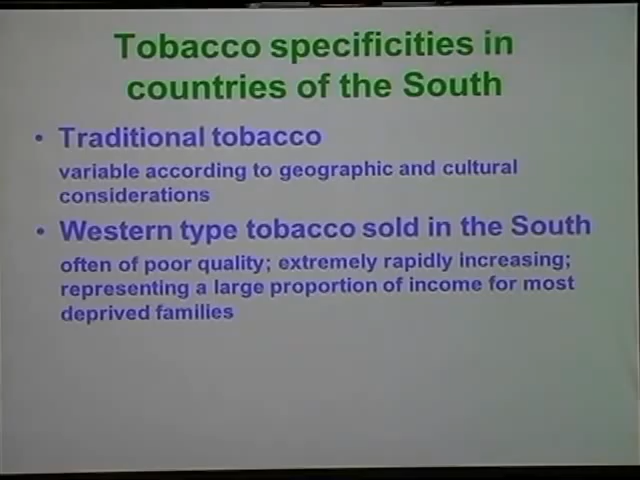 Tobacco specificities in
countries of the South
• Traditional tobacco
variable according to geographic and cultural
considerations
• Western type tobacco sold in the South
often of poor quality; extremely rapidly increasing;
representing a large proportion of income for most
deprived families